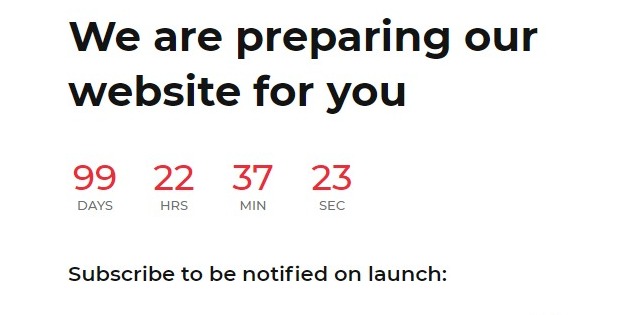 We are preparing our
website for you
99 22 37 23
DAYS HRS MIN SEC
Subscribe to be notified on launch: